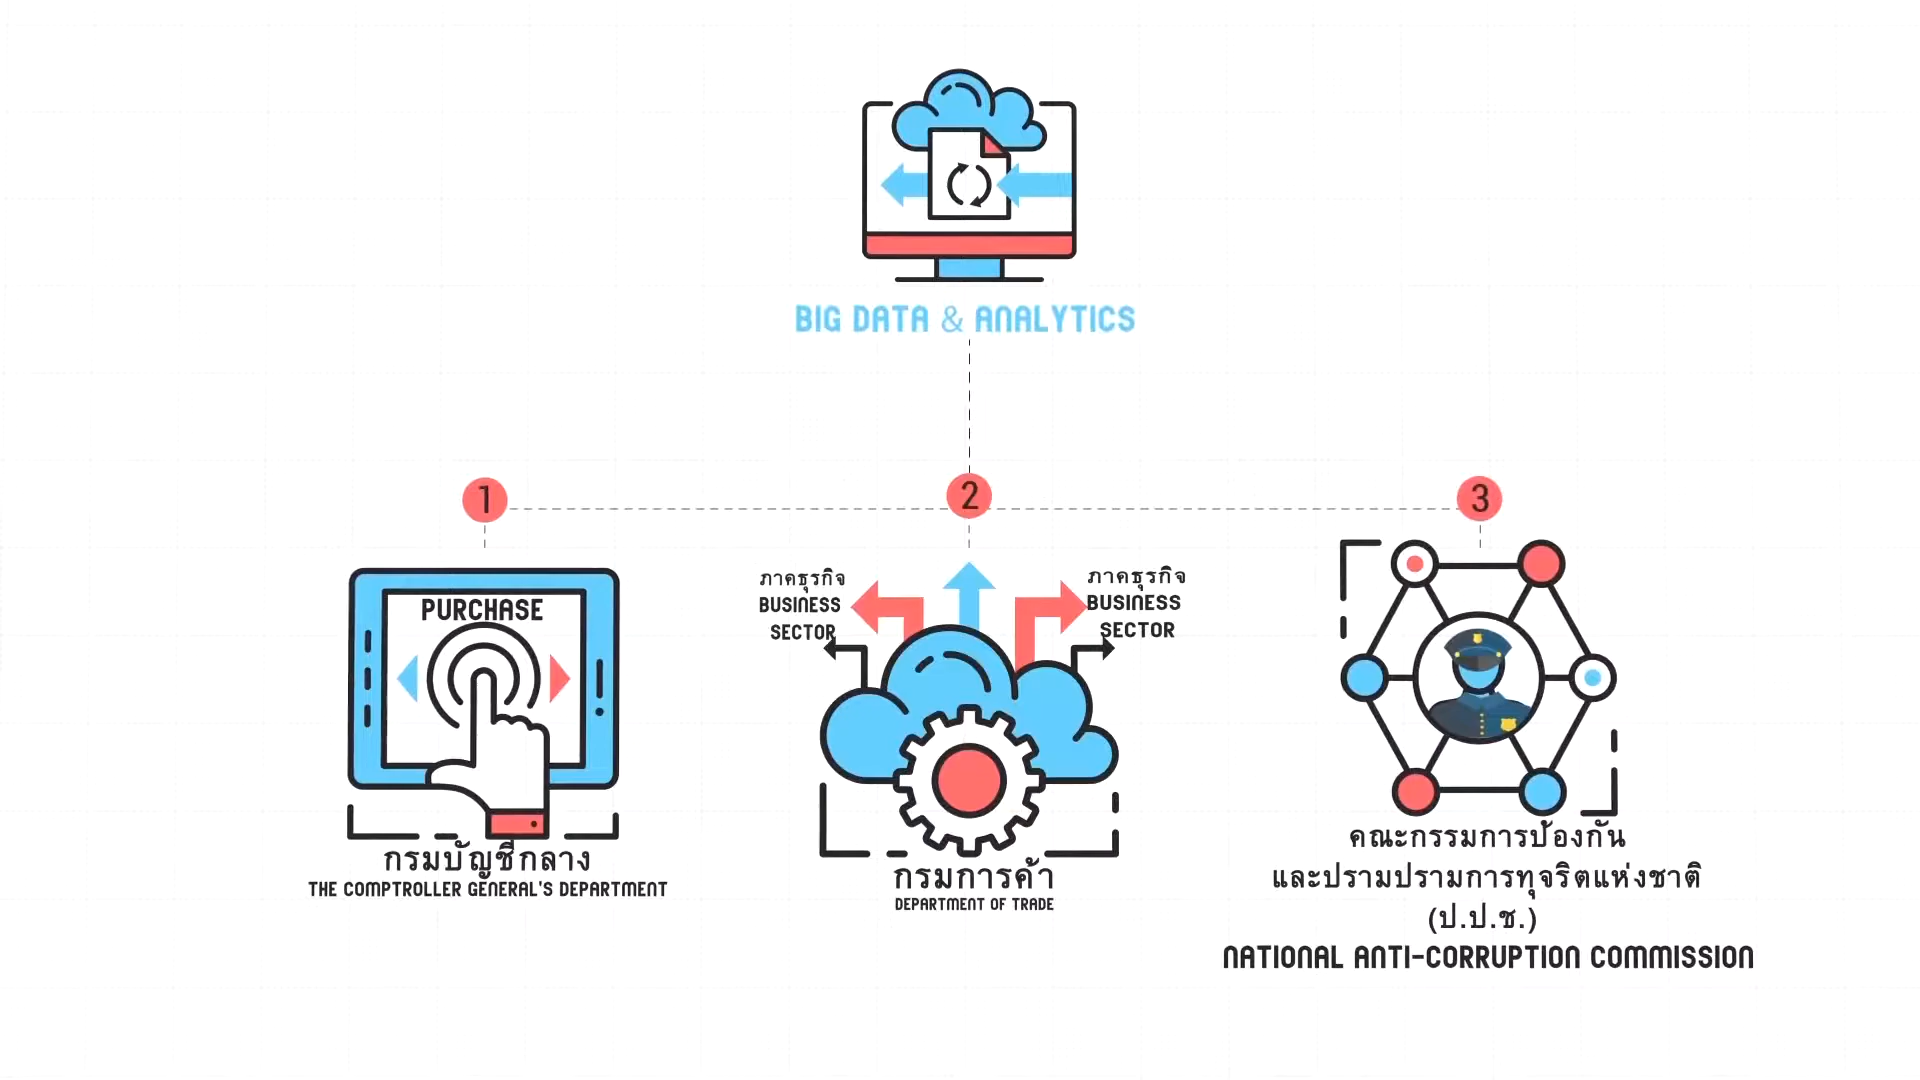 BIG DATA & ANALYTICS
1
2
3
PURCHASE
กรมบัญชีกลาง
THE COMPTROLLER GENERAL'S DEPARTMENT
ภาคธุรกิจ
BUSINESS
SECTOR
ภาคธุรกิจ
BUSINESS
SECTOR
กรมการค้า
DEPARTMENT OF TRADE
คณะกรรมการป้องกัน
และปรามปรามการทุจริตแห่งชาติ
(ป.ป.ช.)
NATIONAL ANTI-CORRUPTION COMMISSION